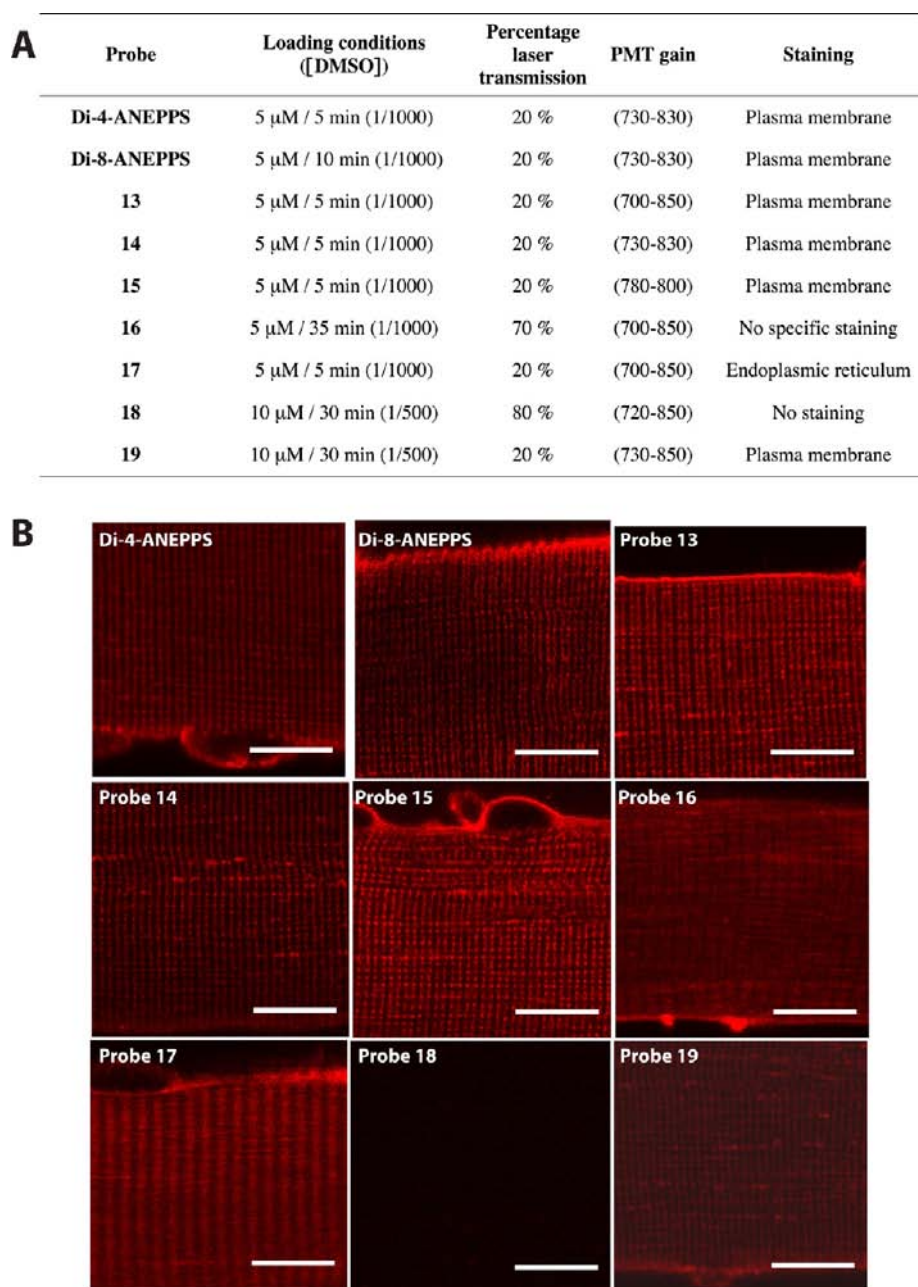 A
Probe Loading conditions ([DMSO]) Percentage laser transmission PMT gain Staining
Di-4-ANEPPS 5 μM / 5 min (1/1000) 20 % (730-830) Plasma membrane
Di-8-ANEPPS 5 μM / 10 min (1/1000) 20 % (730-830) Plasma membrane
13 5 μM / 5 min (1/1000) 20 % (700-850) Plasma membrane
14 5 μM / 5 min (1/1000) 20 % (730-830) Plasma membrane
15 5 μM / 5 min (1/1000) 20 % (780-800) Plasma membrane
16 5 μM / 35 min (1/1000) 70 % (700-850) No specific staining
17 5 μM / 5 min (1/1000) 20 % (700-850) Endoplasmic reticulum
18 10 μM / 30 min (1/500) 80 % (720-850) No staining
19 10 μM / 30 min (1/500) 20 % (730-850) Plasma membrane
B
Di-4-ANEPPS Di-8-ANEPPS Probe 13
Probe 14 Probe 15 Probe 16
Probe 17 Probe 18 Probe 19